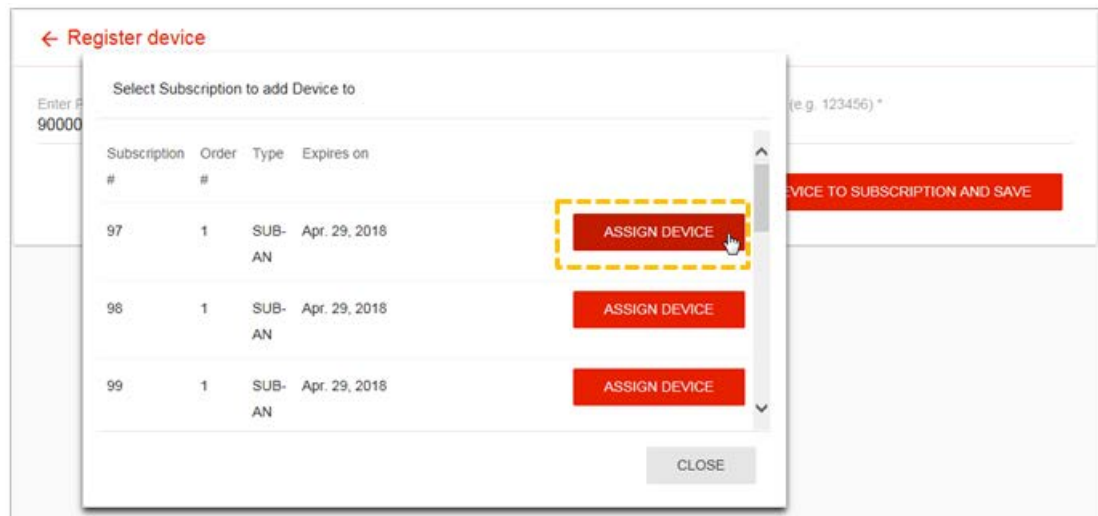 ← Register device
Select Subscription to add Device to
Enter
(e.g. 123456) *
90000
Subscription Order Type Expires on
# #
DEVICE TO SUBSCRIPTION AND SAVE
97 1 SUB- Apr. 29, 2018 ASSIGN DEVICE
AN
98 1 SUB- Apr. 29, 2018 ASSIGN DEVICE
AN
99 1 SUB- Apr. 29, 2018 ASSIGN DEVICE
AN
CLOSE